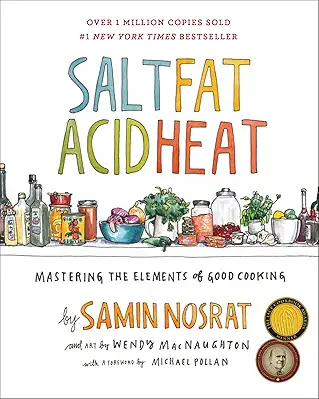 OVER 1 MILLION COPIES SOLD
#1 NEW YORK TIMES BESTSELLER
SALT FAT
ACID HEAT
MASTERING THE ELEMENTS of GOOD COOKING
by SAMIN NOSRAT
and ART by WENDY MACNAUGHTON
with A FOREWORD by MICHAEL POLLAN